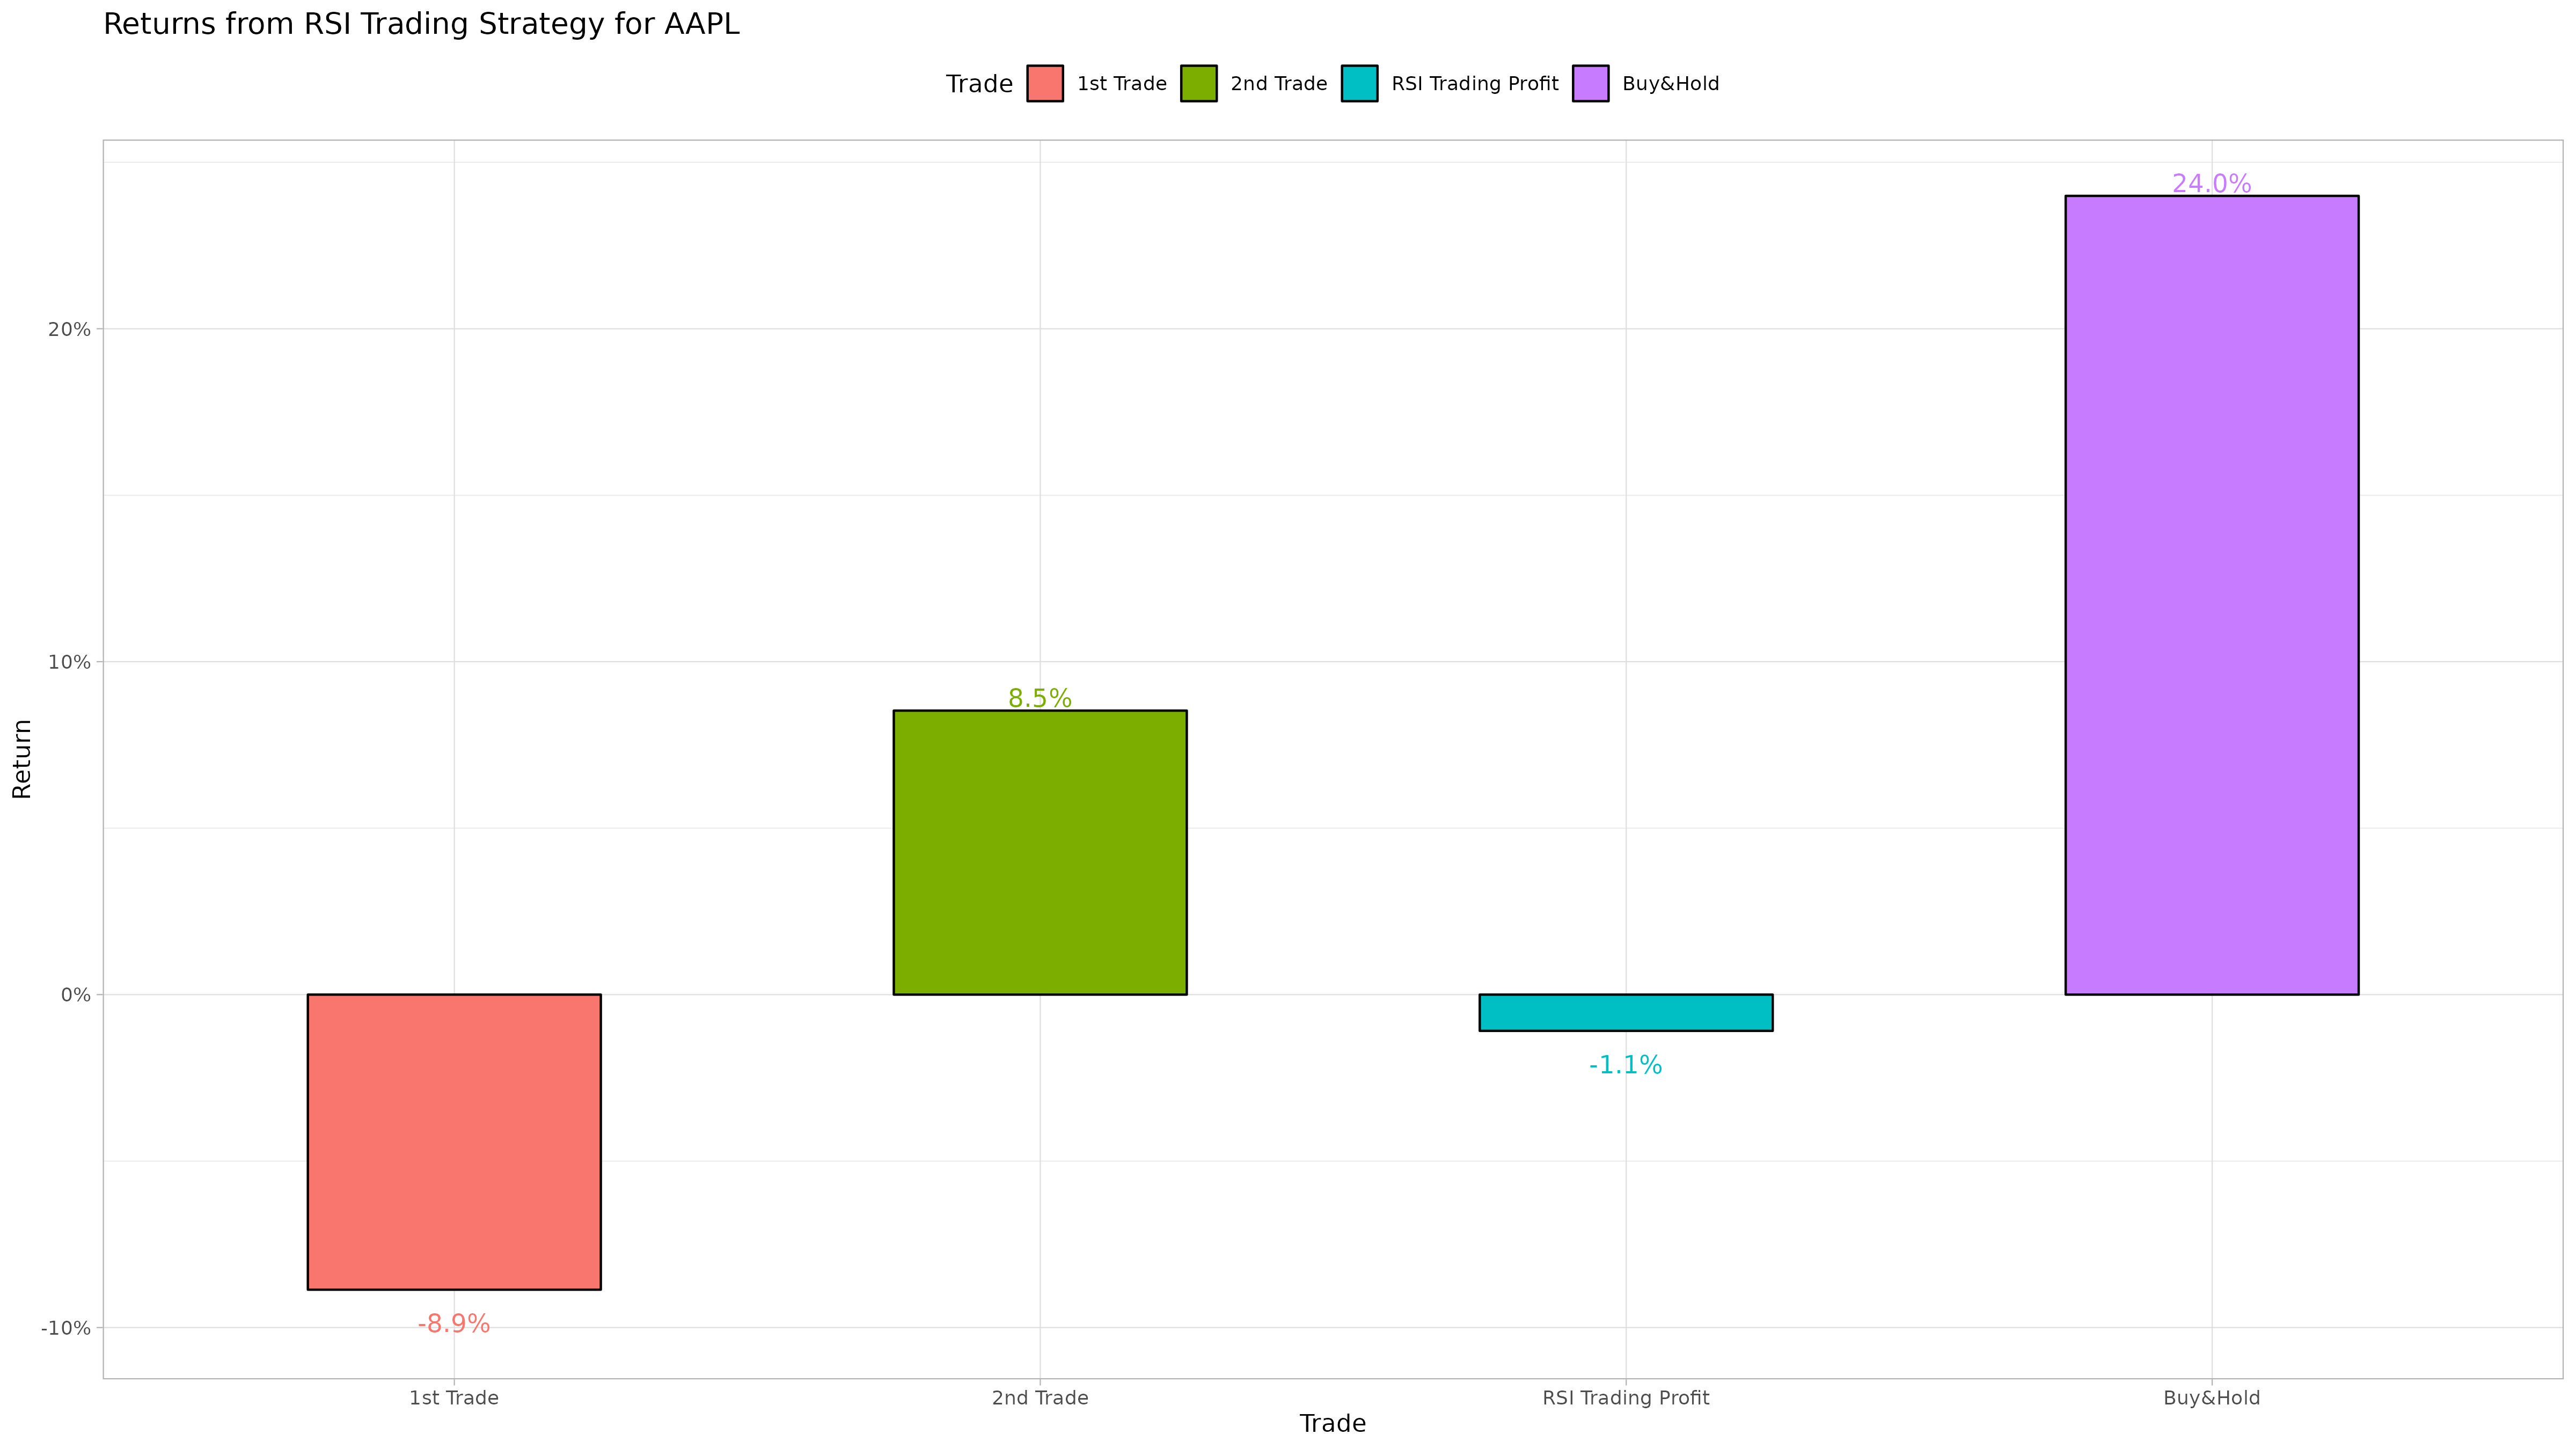 Returns from RSI Trading Strategy for AAPL
Trade 1st Trade 2nd Trade RSI Trading Profit Buy&Hold
24.0%
20%
10%
8.5%
Return
0%
-1.1%
-8.9%
-10%
1st Trade 2nd Trade RSI Trading Profit Buy&Hold
Trade